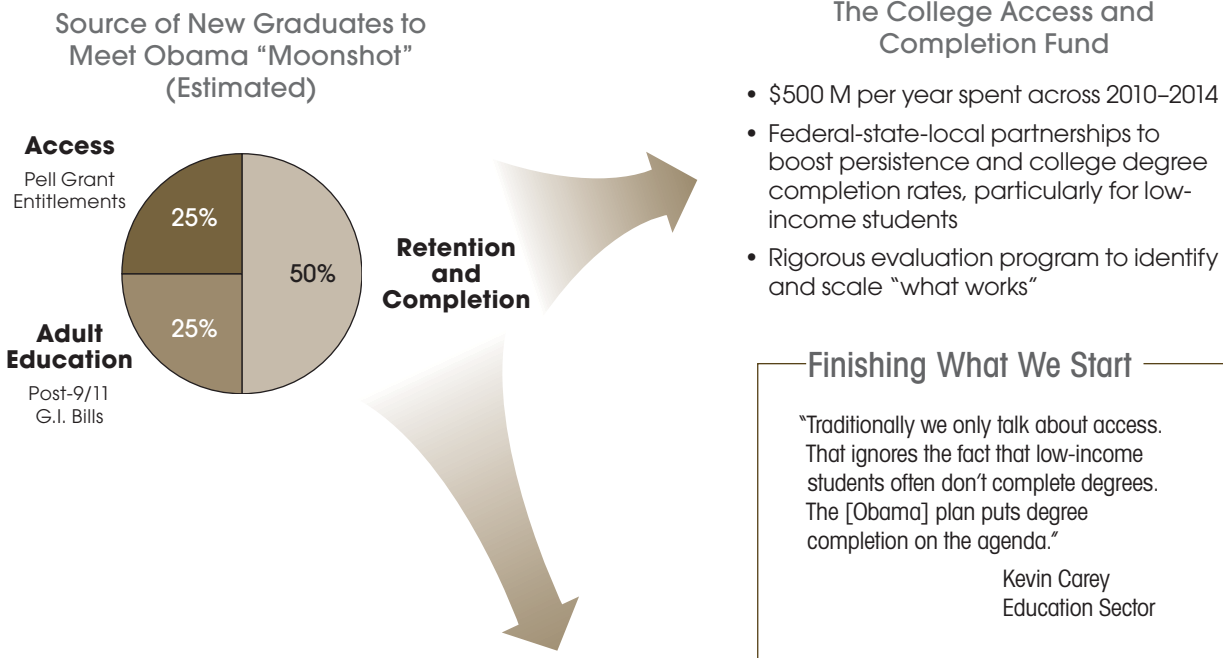 Source of New Graduates to
Meet Obama “Moonshot”
(Estimated)
Access
Pell Grant
Entitlements
25%
50%
25%
Adult
Education
Post-9/11
G.I. Bills
Retention
and
Completion
The College Access and
Completion Fund
• $500 M per year spent across 2010–2014
• Federal-state-local partnerships to
boost persistence and college degree
completion rates, particularly for low-
income students
• Rigorous evaluation program to identify
and scale “what works”
Finishing What We Start
“Traditionally we only talk about access.
That ignores the fact that low-income
students often don’t complete degrees.
The [Obama] plan puts degree
completion on the agenda.”
Kevin Carey
Education Sector